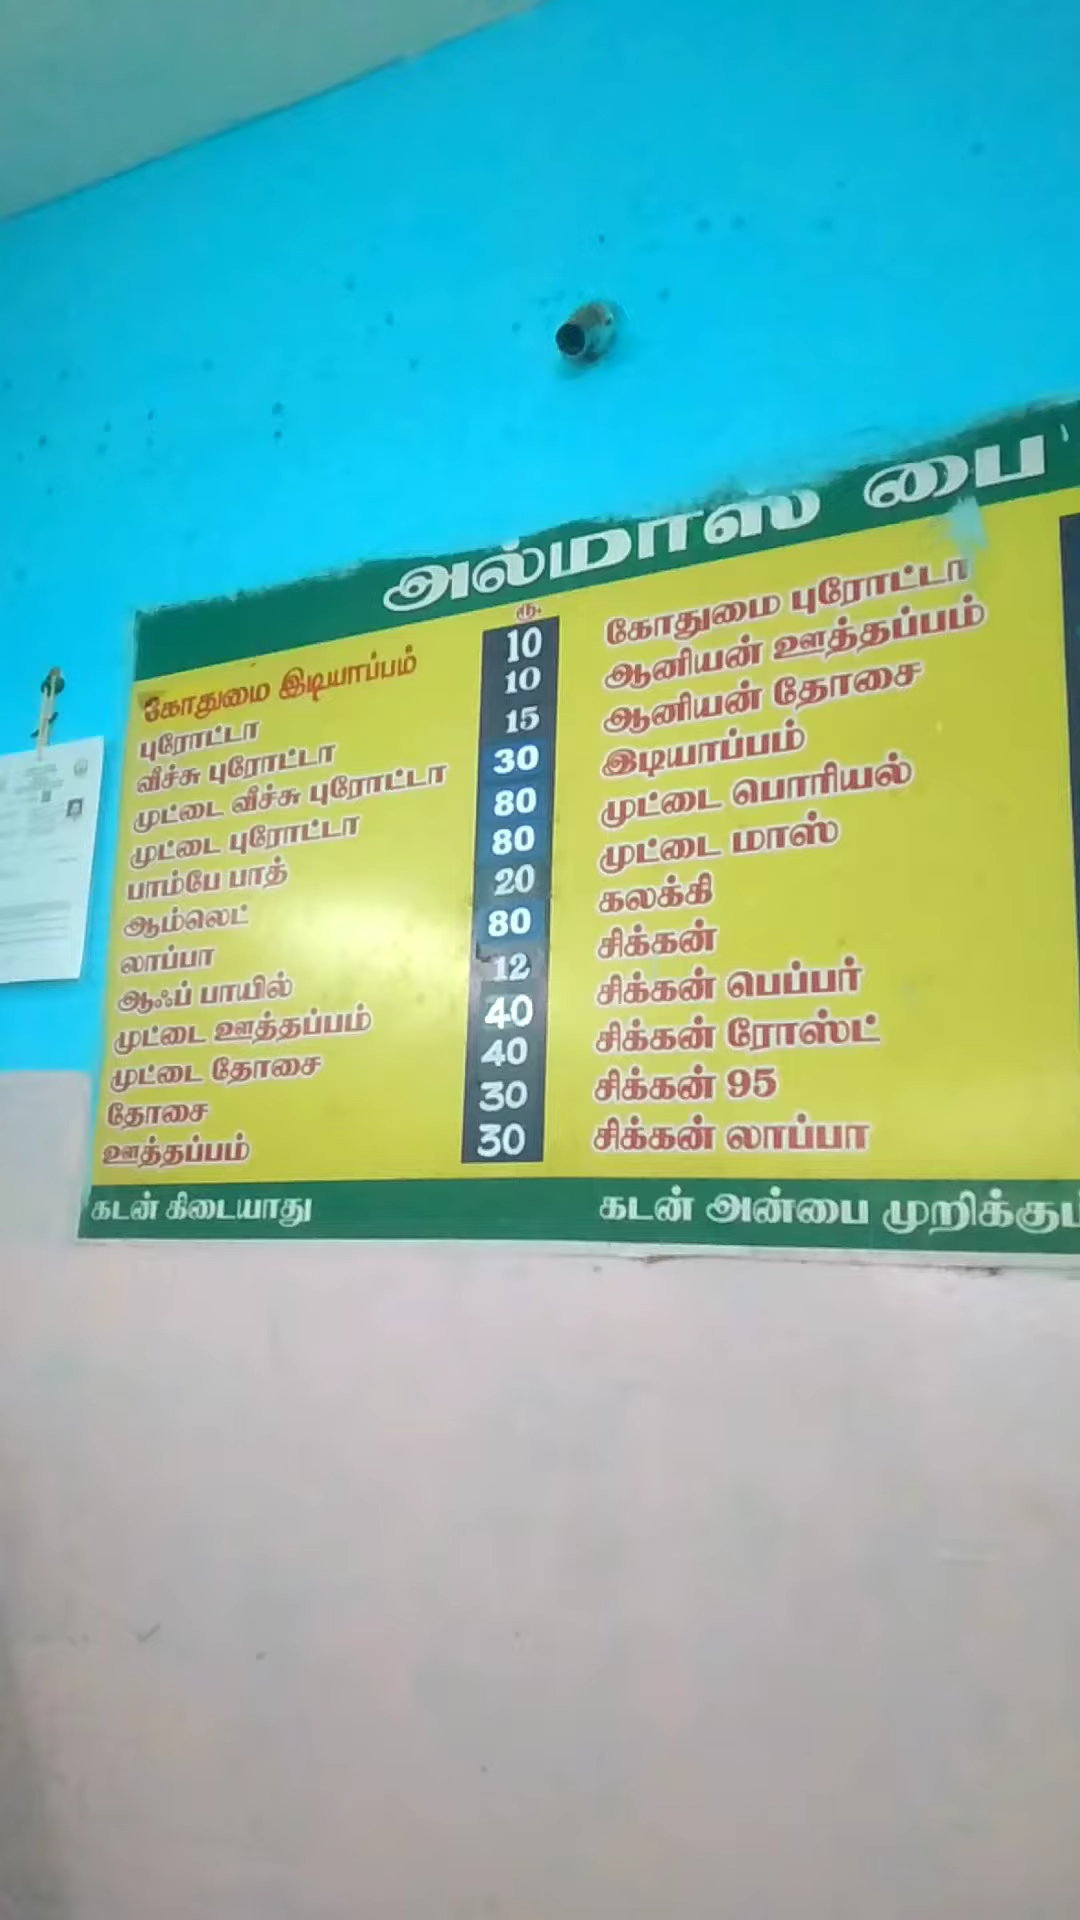 அல்மாஸ் பை
ரூ.
கோதுமை இடியாப்பம் 10
புரோட்டா 10
வீச்சு புரோட்டா 15
முட்டை வீச்சு புரோட்டா 30
முட்டை புரோட்டா 80
பாம்பே பாத் 80
ஆம்லெட் 20
லாப்பா 80
ஆஃப் பாயில் 12
முட்டை ஊத்தப்பம் 40
முட்டை தோசை 40
தோசை 30
ஊத்தப்பம் 30
கோதுமை புரோட்டா
ஆனியன் ஊத்தப்பம்
ஆனியன் தோசை
இடியாப்பம்
முட்டை பொரியல்
முட்டை மாஸ்
கலக்கி
சிக்கன்
சிக்கன் பெப்பர்
சிக்கன் ரோஸ்ட்
சிக்கன் 95
சிக்கன் லாப்பா
கடன் கிடையாது
கடன் அன்பை முறிக்கும்